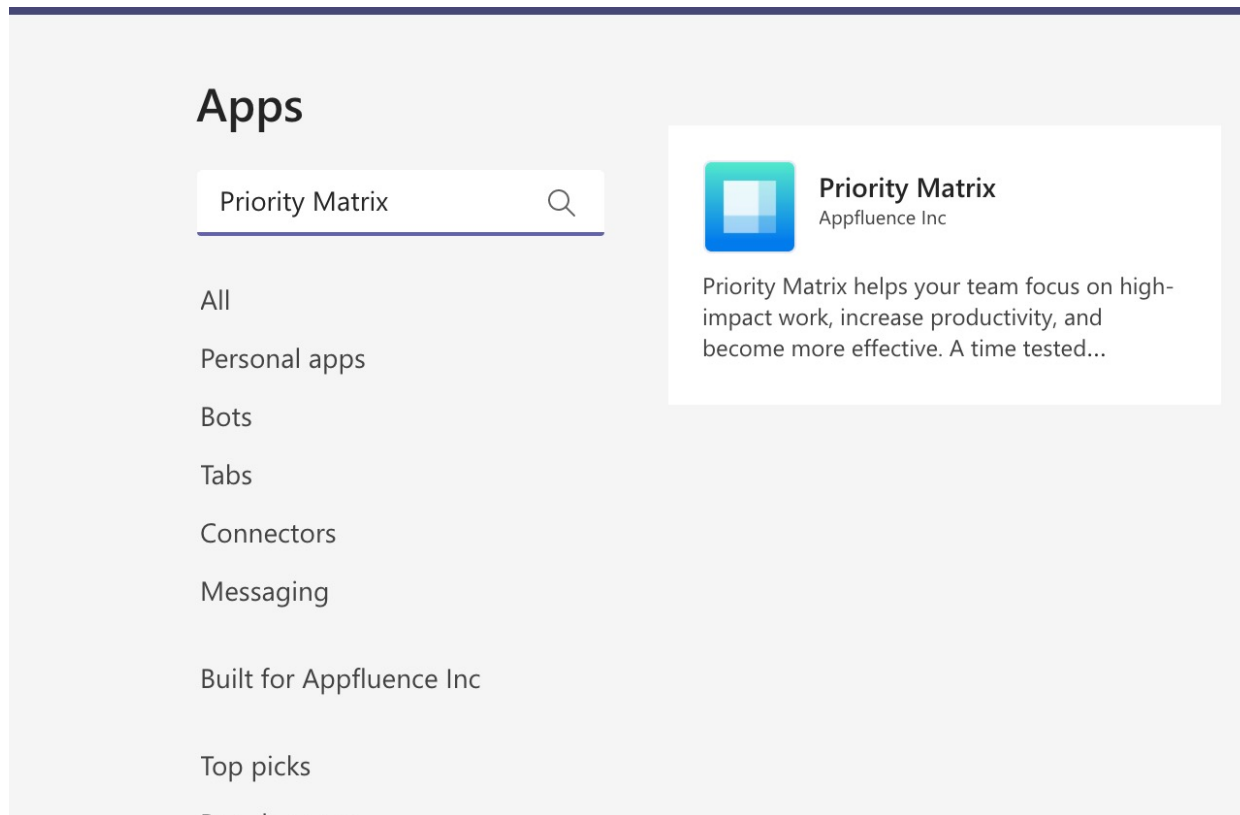 Apps
Priority Matrix
All
Personal apps
Bots
Tabs
Connectors
Messaging
Built for Appfluence Inc
Top picks
Priority Matrix
Appfluence Inc
Priority Matrix helps your team focus on high-
impact work, increase productivity, and
become more effective. A time tested...